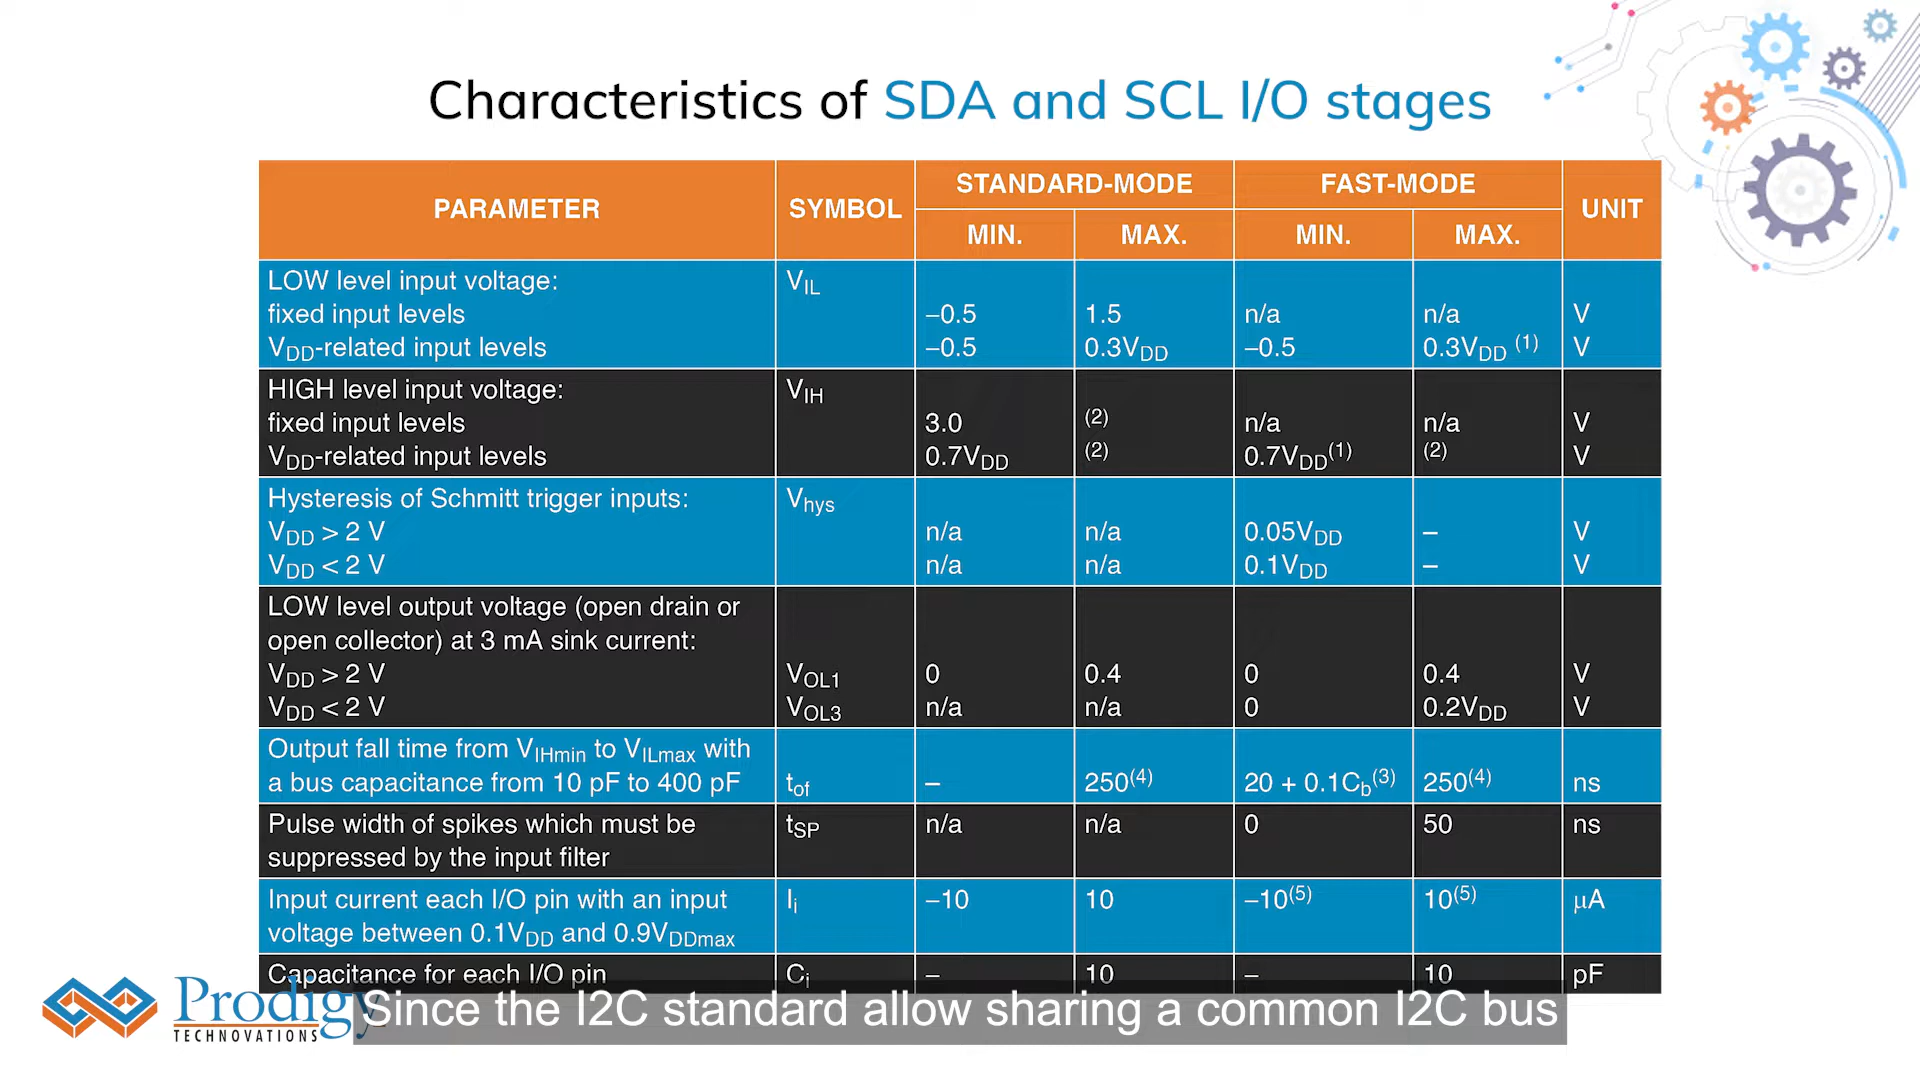 Characteristics of SDA and SCL I/O stages
PARAMETER SYMBOL STANDARD-MODE FAST-MODE UNIT
MIN. MAX. MIN. MAX.
LOW level input voltage: VIL
fixed input levels –0.5 1.5 n/a n/a V
VDD-related input levels –0.5 0.3VDD –0.5 0.3VDD (1) V
HIGH level input voltage: VIH
fixed input levels 3.0 (2) n/a n/a V
VDD-related input levels 0.7VDD (2) 0.7VDD(1) (2) V
Hysteresis of Schmitt trigger inputs: Vhys
VDD > 2 V n/a n/a 0.05VDD – V
VDD < 2 V n/a n/a 0.1VDD – V
LOW level output voltage (open drain or
open collector) at 3 mA sink current:
VDD > 2 V VOL1 0 0.4 0 0.4 V
VDD < 2 V VOL3 n/a n/a 0 0.2VDD V
Output fall time from VIHmin to VILmax with
a bus capacitance from 10 pF to 400 pF tof – 250(4) 20 + 0.1Cb(3) 250(4) ns
Pulse width of spikes which must be tSP n/a n/a 0 50 ns
suppressed by the input filter
Input current each I/O pin with an input Ii –10 10 –10(5) 10(5) µA
voltage between 0.1VDD and 0.9VDDmax
Capacitance for each I/O pin Ci – 10 – 10 pF
Prodigy
TECHNOVATIONS
Since the I2C standard allow sharing a common I2C bus